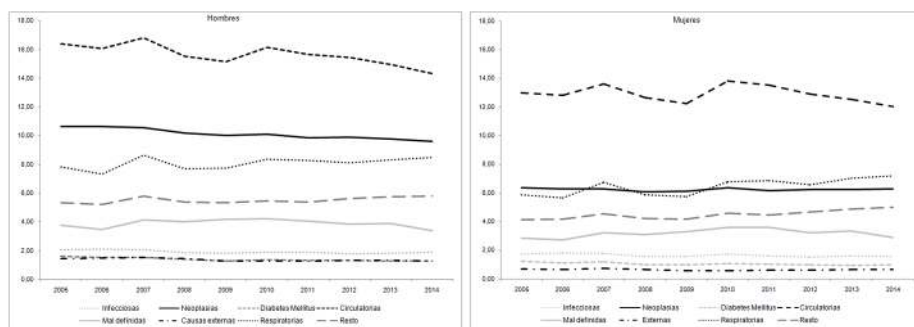 Hombres
18,00
16,00
14,00
12,00
10,00
8,00
6,00
4,00
2,00
0,00
2005 2006 2007 2008 2009 2010 2011 2012 2013 2014
Infecciosas Neoplasias Diabetes Mellitus Circulatorias
Mal definidas Causas externas Respiratorias Resto
Mujeres
18,00
16,00
14,00
12,00
10,00
8,00
6,00
4,00
2,00
0,00
2005 2006 2007 2008 2009 2010 2011 2012 2013 2014
Infecciosas Neoplasias Diabetes Mellitus Circulatorias
Mal definidas Externas Respiratorias Resto